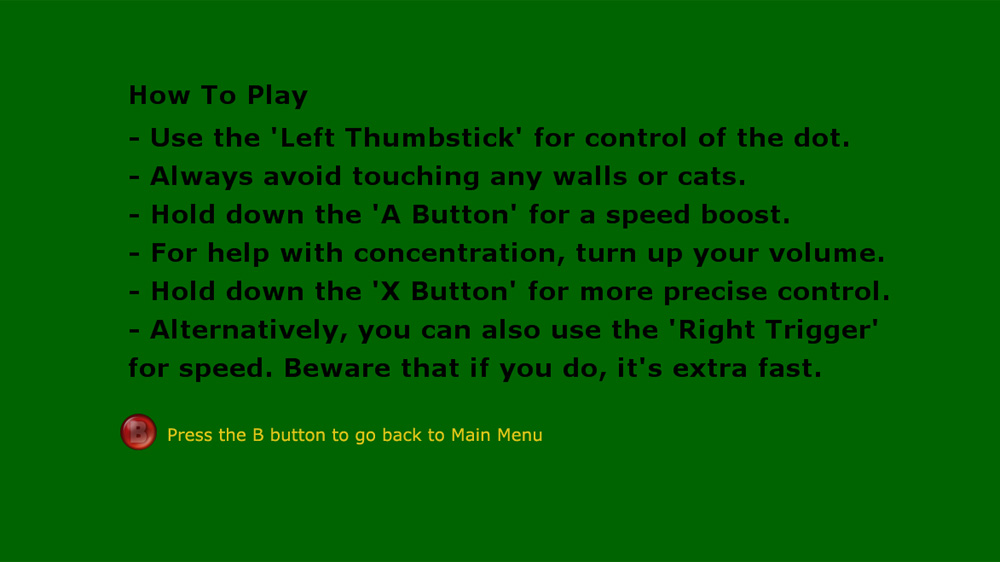 How To Play
- Use the 'Left Thumbstick' for control of the dot.
- Always avoid touching any walls or cats.
- Hold down the 'A Button' for a speed boost.
- For help with concentration, turn up your volume.
- Hold down the 'X Button' for more precise control.
- Alternatively, you can also use the 'Right Trigger'
for speed. Beware that if you do, it's extra fast.
B Press the B button to go back to Main Menu